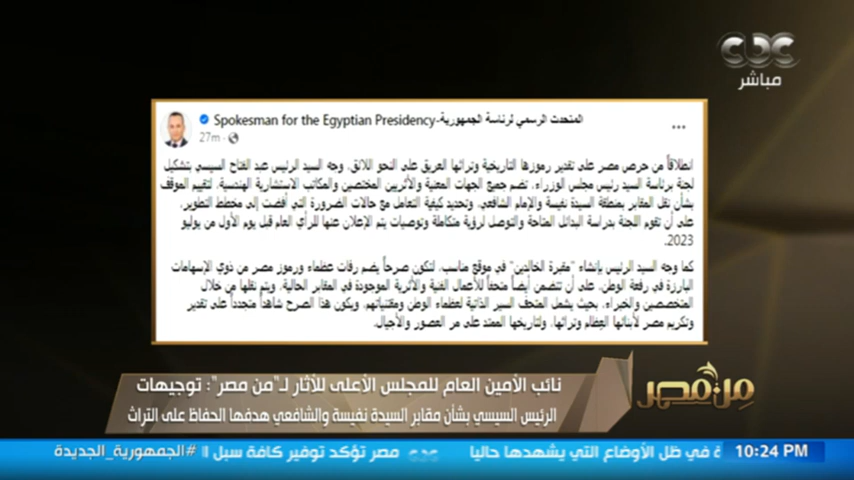 CBC
مباشر
Spokesman for the Egyptian Presidency-المتحدث الرسمي لرئاسة الجمهورية
27m
انطلاقاً من حرص مصر على تقدير رموزها التاريخية وتراثها العريق على النحو اللائق، وجه السيد الرئيس عبد الفتاح السيسي بتشكيل
لجنة برئاسة السيد رئيس مجلس الوزراء، تضم جميع الجهات المعنية والأثريين المختصين والمكاتب الاستشارية الهندسية، لتقييم الموقف
بشأن نقل المقابر بمنطقة السيدة نفيسة والإمام الشافعي، وتحديد كيفية التعامل مع حالات الضرورة التي أفضت إلى مخطط التطوير،
على أن تقوم اللجنة بدراسة البدائل المتاحة والتوصل لرؤية متكاملة وتوصيات يتم الإعلان عنها للرأي العام قبل يوم الأول من يوليو
2023.
كما وجه السيد الرئيس بإنشاء "مقبرة الخالدين" في موقع مناسب، لتكون صرحاً يضم رفات عظماء ورموز مصر من ذوي الإسهامات
البارزة في رفعة الوطن، على أن تتضمن أيضاً متحفاً للأعمال الفنية والأثرية الموجودة في المقابر الحالية، ويتم نقلها من خلال
المتخصصين والخبراء، بحيث يشمل المتحف السير الذاتية لعظماء الوطن ومقتنياتهم، ويكون هذا الصرح شاهداً متجدداً على تقدير
وتكريم مصر لأبنائها العِظام وتراثها، ولتاريخها الممتد على مر العصور والأجيال.
نائب الأمين العام للمجلس الأعلى للآثار لـ"من مصر": توجيهات
الرئيس السيسي بشأن مقابر السيدة نفيسة والشافعي هدفها الحفاظ على التراث
من مصر
10:24 PM ة في ظل الأوضاع التي يشهدها حاليا CBC مصر تؤكد توفير كافة سبل ال #الجمهورية_الجديدة